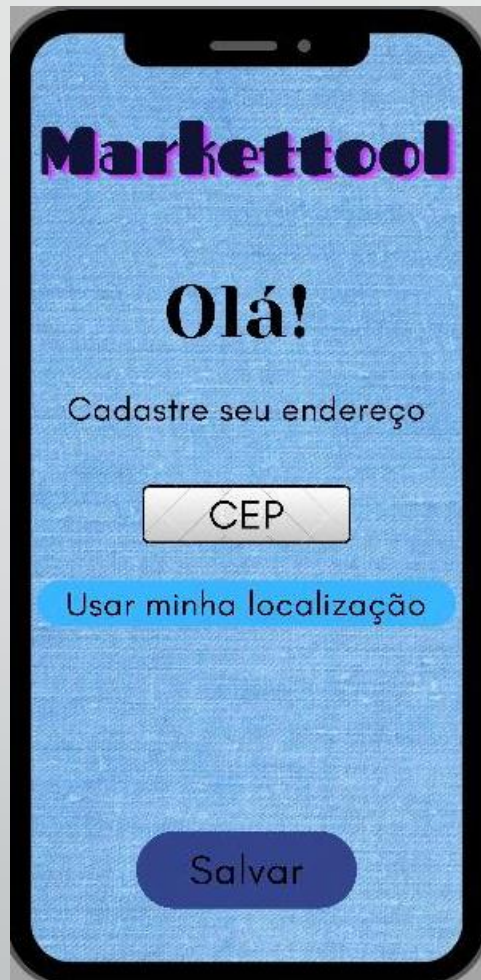 Markettool
Olá!
Cadastre seu endereço
CEP
Usar minha localização
Salvar